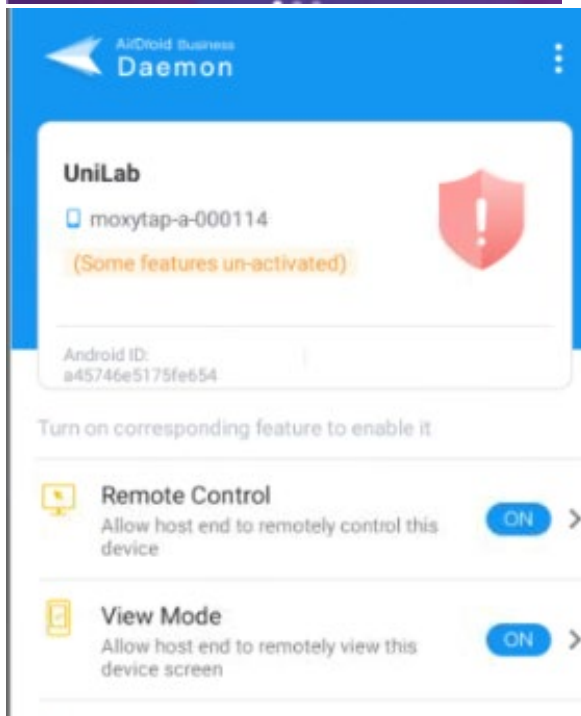 AirDroid Business
Daemon
UniLab
moxytap-a-000114
(Some features un-activated)
Android ID:
a45746e5175fe654
Turn on corresponding feature to enable it
Remote Control
Allow host end to remotely control this
device
ON
View Mode
Allow host end to remotely view this
device screen
ON